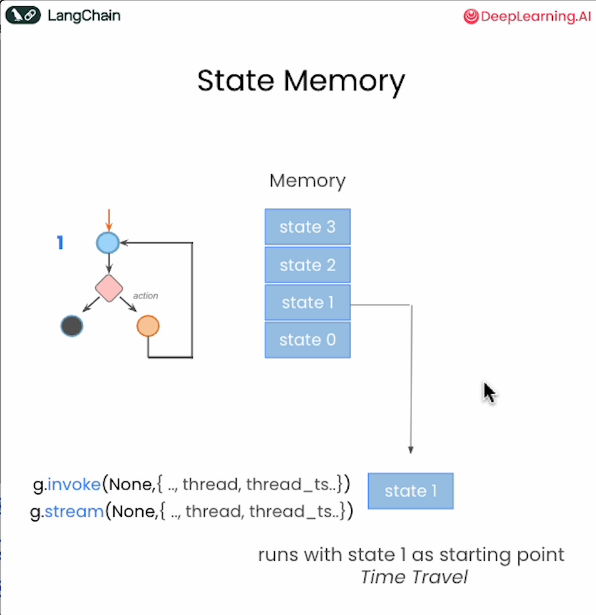 LangChain
DeepLearning.AI
State Memory
Memory
1
action
state 3
state 2
state 1
state 0
g.invoke(None,{ .., thread, thread_ts..})
g.stream(None,{ .., thread, thread_ts..})
state 1
runs with state 1 as starting point
Time Travel